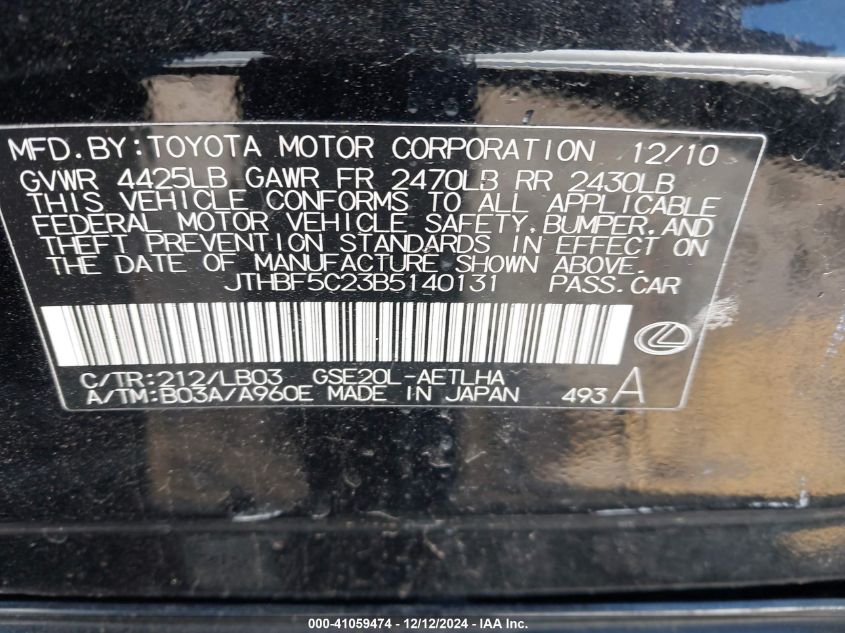 MFD.BY:TOYOTA MOTOR CORPORATION 12/10
GVWR 4425LB GAWR FR 2470LB RR 2430LB
THIS VEHICLE CONFORMS TO ALL APPLICABLE
FEDERAL MOTOR VEHICLE SAFETY,BUMPER,AND
THEFT PREVENTION STANDARDS IN EFFECT ON
THE DATE OF MANUFACTURE SHOWN ABOVE.
JTHBF5C23B5140131 PASS.CAR
C/TR:212/LB03 GSE20L-AETLHA
A/TM:B03A/A960E MADE IN JAPAN 493 A
000-41059474 - 12/12/2024 - IAA Inc.